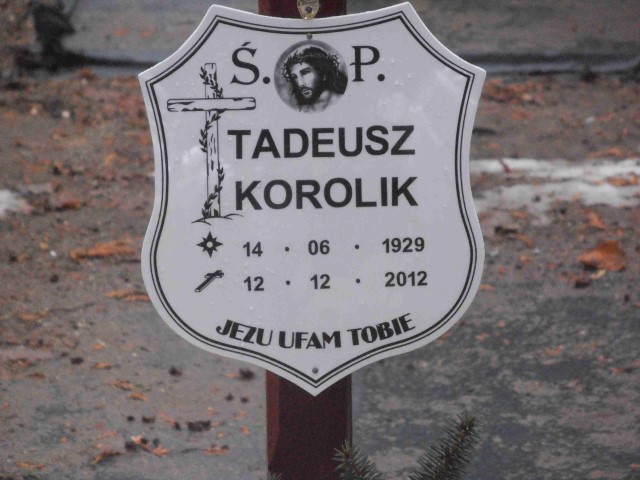 Ś. P.
TADEUSZ
KOROLIK
14 · 06 · 1929
12 · 12 · 2012
JEZU UFAM TOBIE